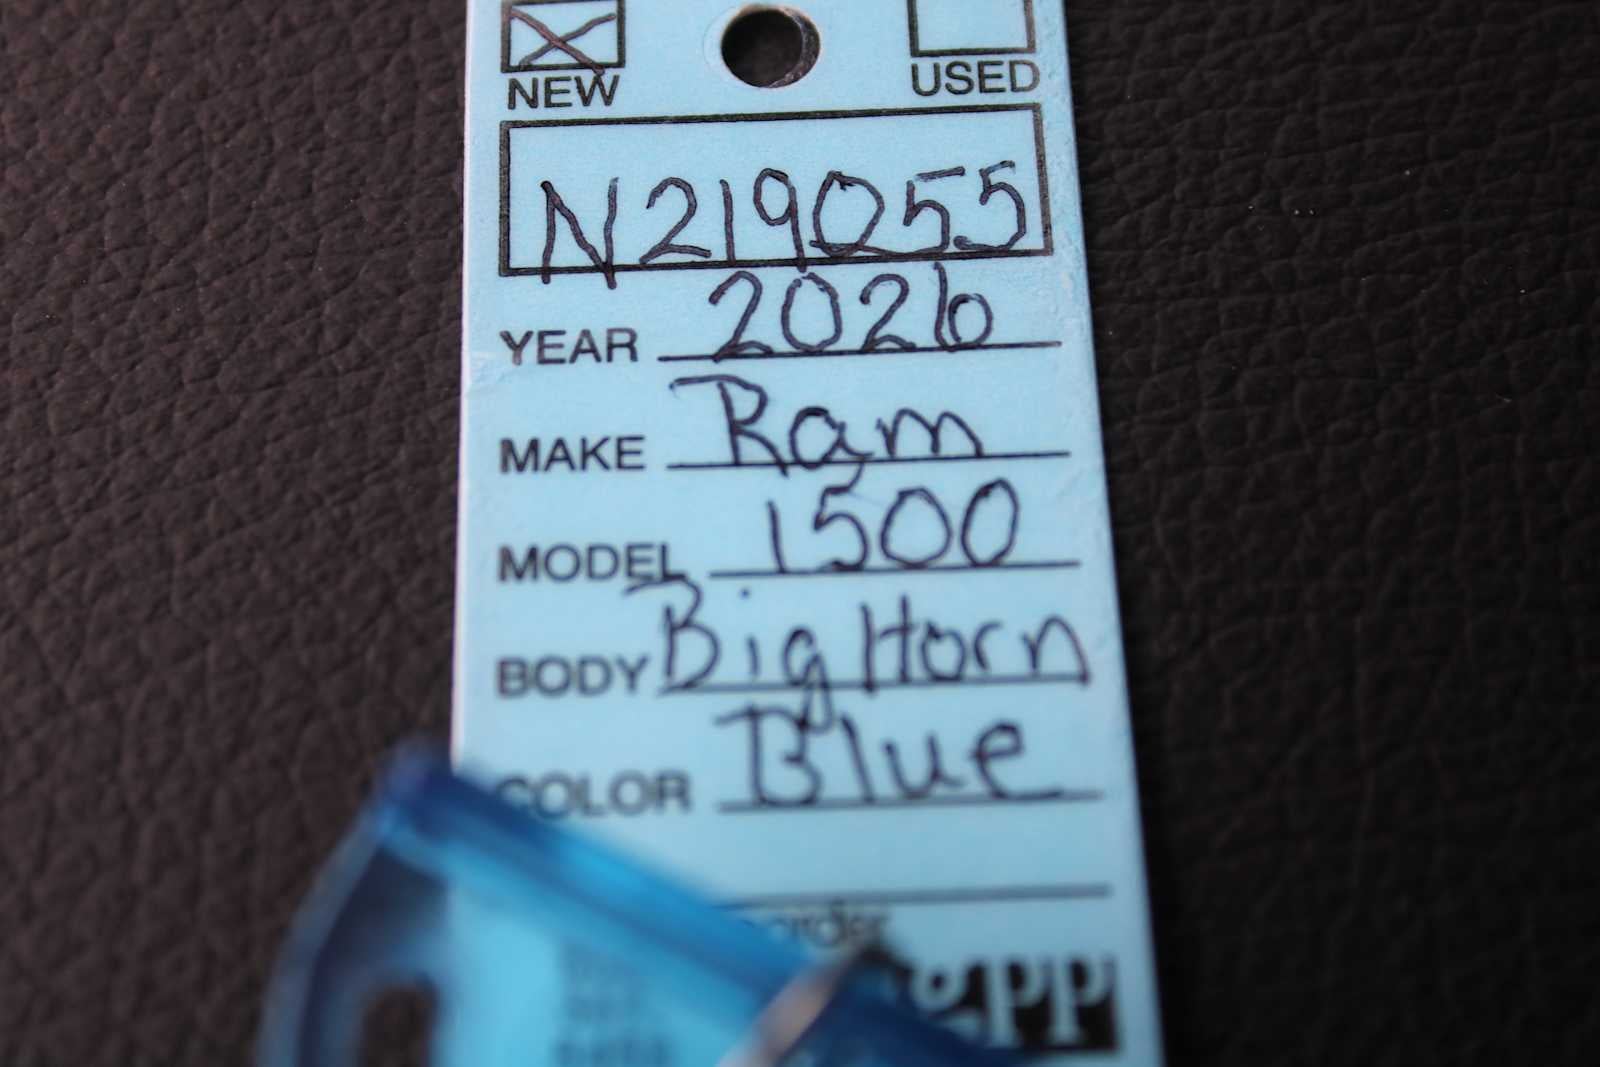 NEW USED
N219055
YEAR 2026
MAKE Ram
MODEL 1500
BODY Big Horn
COLOR Blue